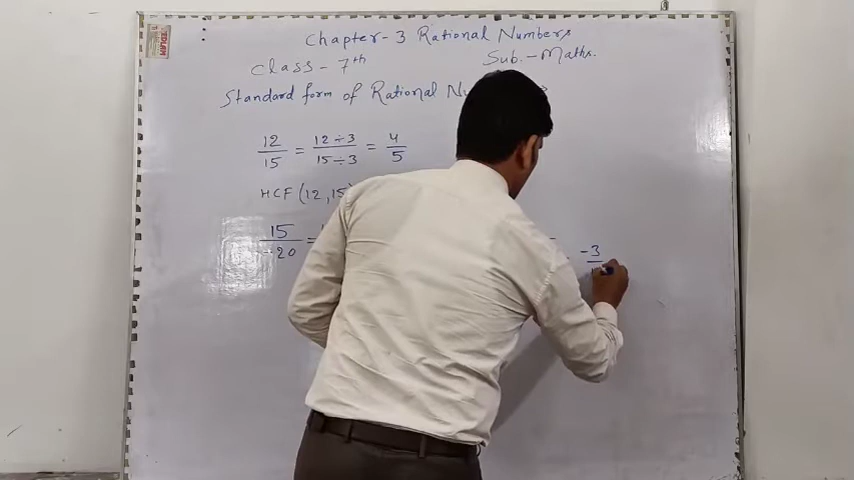 Chapter-3 Rational Numbers
Class-7th Sub.-Maths.
Standard form of Rational
12/15 = 12÷3/15÷3 = 4/5
HCF (12,15
15/-20 = -3